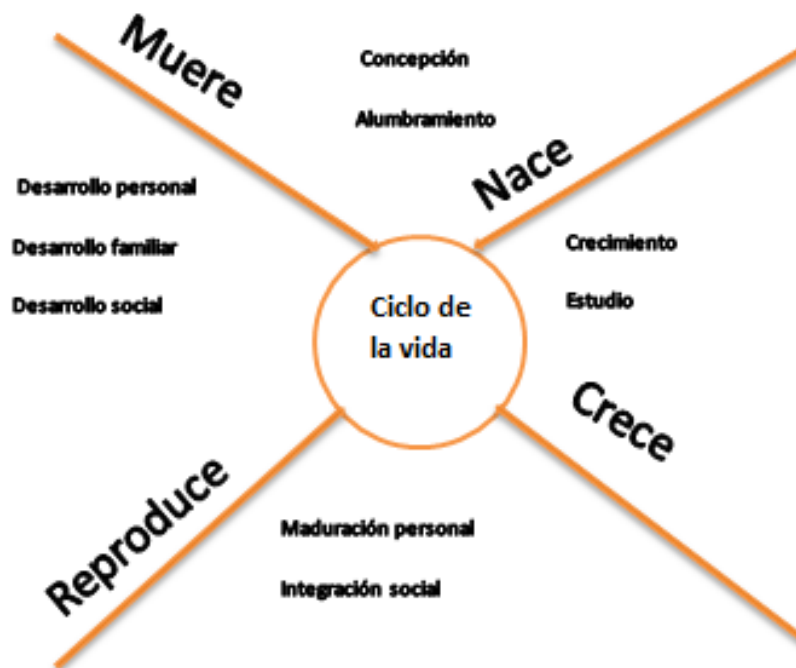 Muere
Concepción
Alumbramiento
Nace
Desarrollo personal
Desarrollo familiar
Desarrollo social
Crecimiento
Estudio
Ciclo de
la vida
Crece
Reproduce
Maduración personal
Integración social